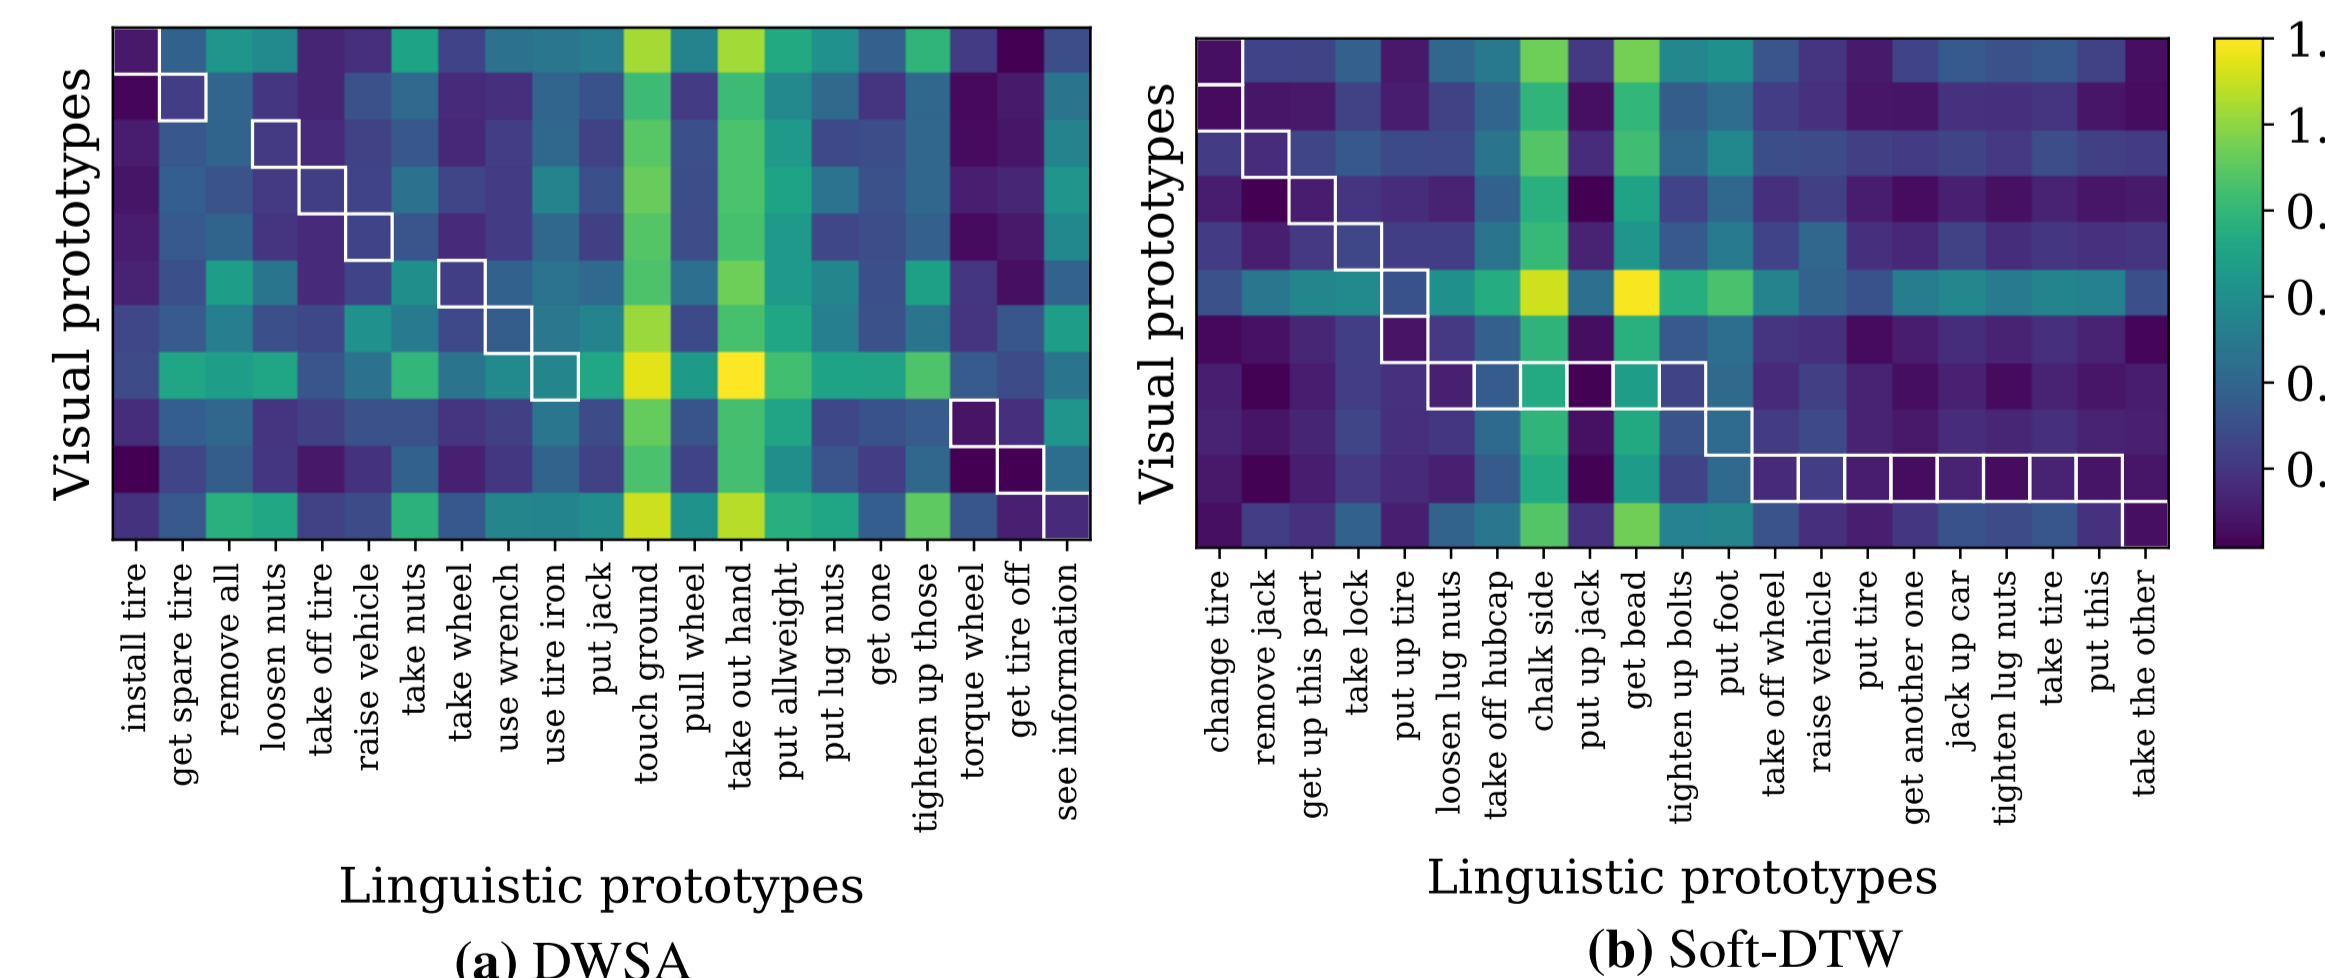 Visual prototypes
install tire
get spare tire
remove all
loosen nuts
take off tire
raise vehicle
take nuts
take wheel
use wrench
use tire iron
put jack
touch ground
pull wheel
take out hand
put allweight
put lug nuts
get one
tighten up those
torque wheel
get tire off
see information
Linguistic prototypes
(a) DWSA
Visual prototypes
change tire
remove jack
get up this part
take lock
put up tire
loosen lug nuts
take off hubcap
chalk side
put up jack
get bead
tighten up bolts
put foot
take off wheel
raise vehicle
put tire
get another one
jack up car
tighten lug nuts
take tire
put this
take the other
Linguistic prototypes
(b) Soft-DTW
1.
1.
0.
0.
0.
0.